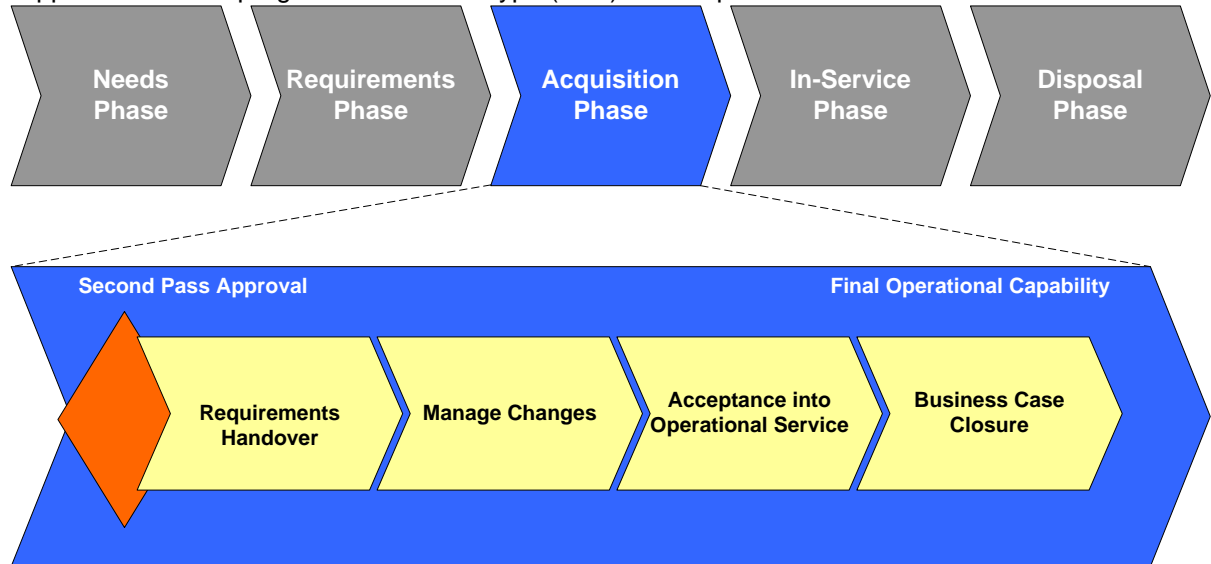 Needs
Phase
Requirements
Phase
Acquisition
Phase
In-Service
Phase
Disposal
Phase
Second Pass Approval
Final Operational Capability
Requirements
Handover
Manage Changes
Acceptance into
Operational Service
Business Case
Closure